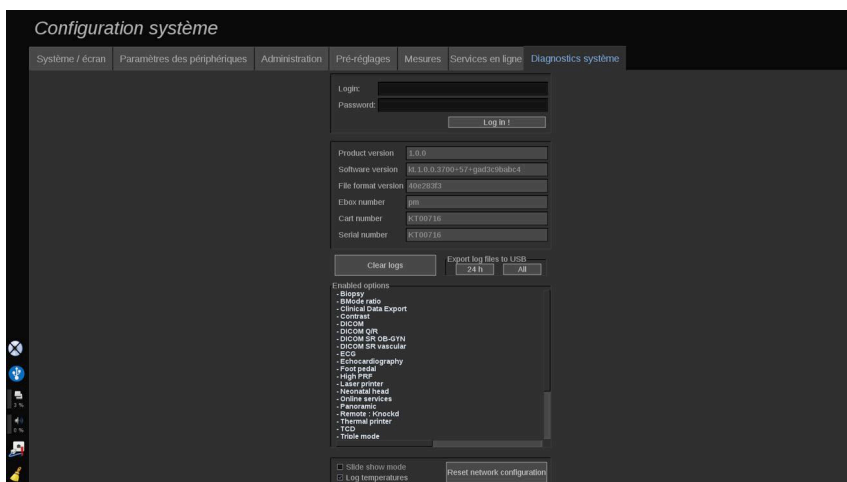 Configuration système
Système / écran Paramètres des périphériques Administration Pré-réglages Mesures Services en ligne Diagnostics système
Login:
Password:
Log in !
Product version 1.0.0
Software version kl.1.0.0.3700+57+gad3c9babc4
File format version 40e283f3
Ebox number pm
Cart number KT00716
Serial number KT00716
Clear logs
Export log files to USB
24 h All
Enabled options
- Biopsy
- BMode ratio
- Clinical Data Export
- Contrast
- DICOM
- DICOM Q/R
- DICOM SR OB-GYN
- DICOM SR vascular
- ECG
- Echocardiography
- Foot pedal
- High PRF
- Laser printer
- Neonatal head
- Online services
- Panoramic
- Remote : Knockd
- Thermal printer
- TCD
- Triple mode
Slide show mode
Log temperatures
Reset network configuration